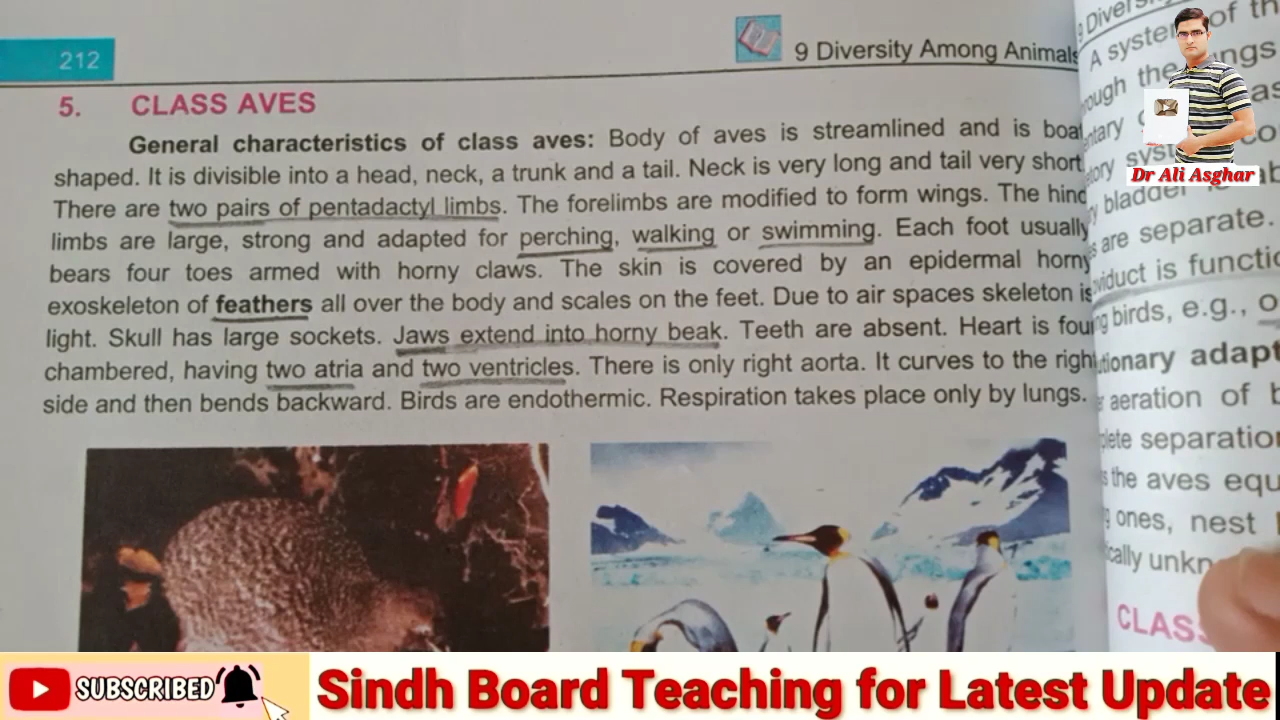 212
9 Diversity Among Animals
5. CLASS AVES
General characteristics of class aves: Body of aves is streamlined and is boat
shaped. It is divisible into a head, neck, a trunk and a tail. Neck is very long and tail very short
There are two pairs of pentadactyl limbs. The forelimbs are modified to form wings. The hind
limbs are large, strong and adapted for perching, walking or swimming. Each foot usually
bears four toes armed with horny claws. The skin is covered by an epidermal horny
exoskeleton of feathers all over the body and scales on the feet. Due to air spaces skeleton is
light. Skull has large sockets. Jaws extend into horny beak. Teeth are absent. Heart is four
chambered, having two atria and two ventricles. There is only right aorta. It curves to the right
side and then bends backward. Birds are endothermic. Respiration takes place only by lungs.
A system of th
are separate.
is functio
birds, e.g.,
aeration of
separation
the aves equ
ones, nest
CLASS
Dr Ali Asghar
SUBSCRIBED
Sindh Board Teaching for Latest Update